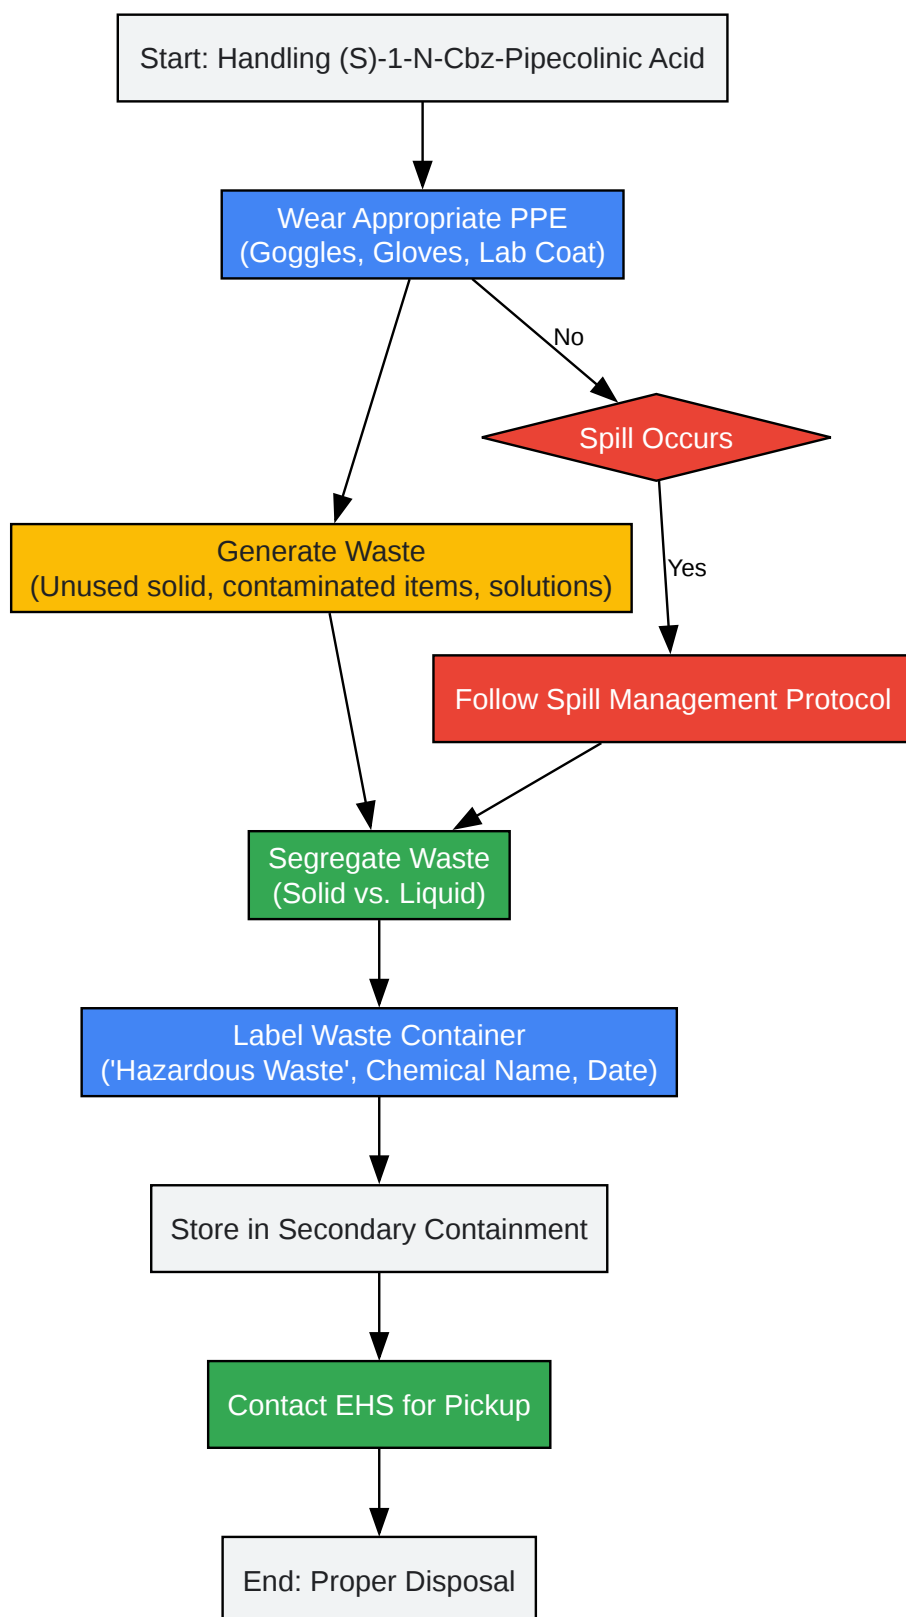 Start: Handling (S)-1-N-Cbz-Pipecolinic Acid
Wear Appropriate PPE
(Goggles, Gloves, Lab Coat)
No
Spill Occurs
Generate Waste
(Unused solid, contaminated items, solutions)
Yes
Follow Spill Management Protocol
Segregate Waste
(Solid vs. Liquid)
Label Waste Container
('Hazardous Waste', Chemical Name, Date)
Store in Secondary Containment
Contact EHS for Pickup
End: Proper Disposal